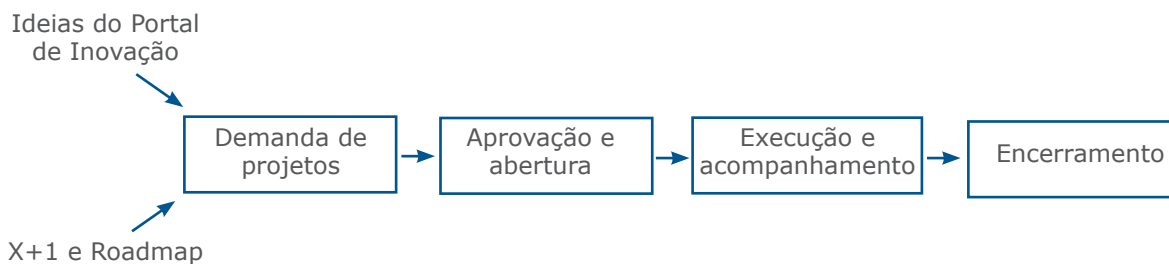 Ideias do Portal
de Inovação
Demanda de
projetos
Aprovação e
abertura
Execução e
acompanhamento
Encerramento
X+1 e Roadmap